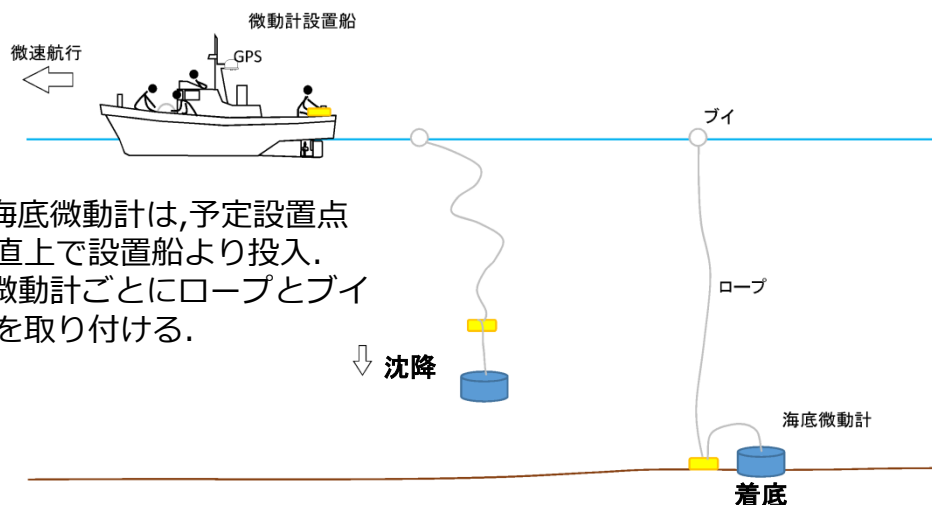 微動計設置船
微速航行
GPS
ブイ
海底微動計は,予定設置点
直上で設置船より投入.
微動計ごとにロープとブイ
を取り付ける.
ロープ
沈降
海底微動計
着底